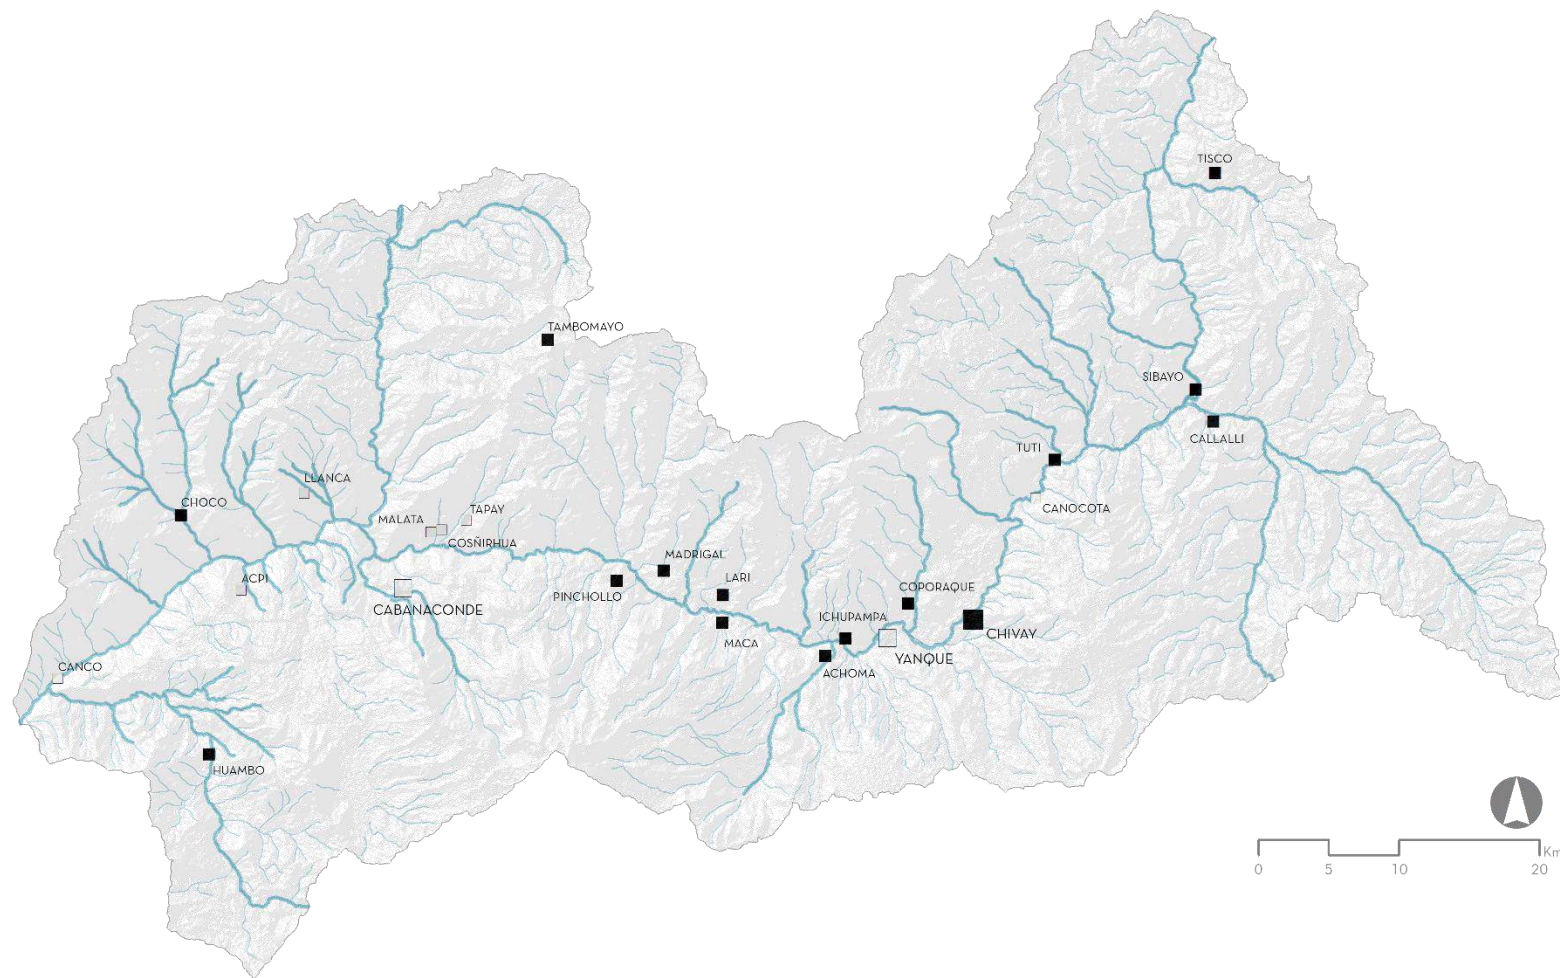 TISCO
TAMBOMAYO
SIBAYO
CALLALLI
TUTI
LLANCA
CHOCO
CANOCOTA
TAPAY
MALATA
COSÑIRHUA
MADRIGAL
ACPI
LARI
PINCHOLLO
COPORAQUE
CABANACONDE
ICHUPAMPA
CHIVAY
MACA
YANQUE
CANCO
ACHOMA
HUAMBO
Km
0 5 10 20